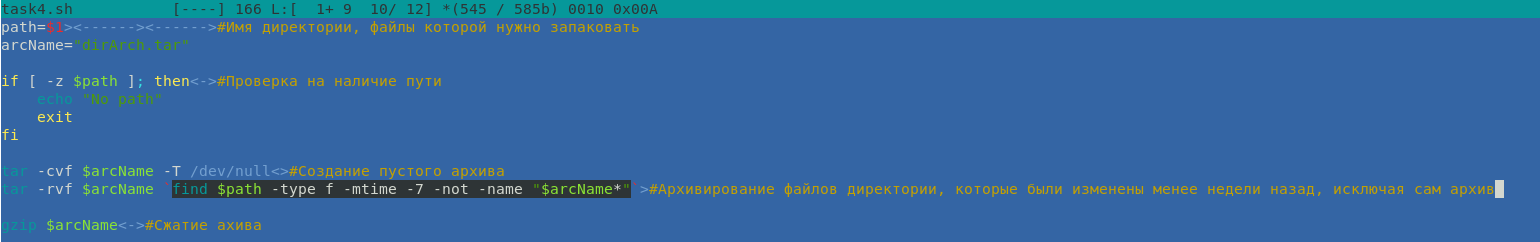 task4.sh [----] 166 L:[ 1+ 9 10/ 12] *(545 / 585b) 0010 0x00A
path=$1><------><------>#Имя директории, файлы которой нужно запаковать
arcName="dirArch.tar"
if [ -z $path ]; then<->#Проверка на наличие пути
echo "No path"
exit
fi
tar -cvf $arcName -T /dev/null<>#Создание пустого архива
tar -rvf $arcName find $path -type f -mtime -7 -not -name "$arcName*" >#Архивирование файлов директории, которые были изменены менее недели назад, исключая сам архив
gzip $arcName<->#Сжатие ахива